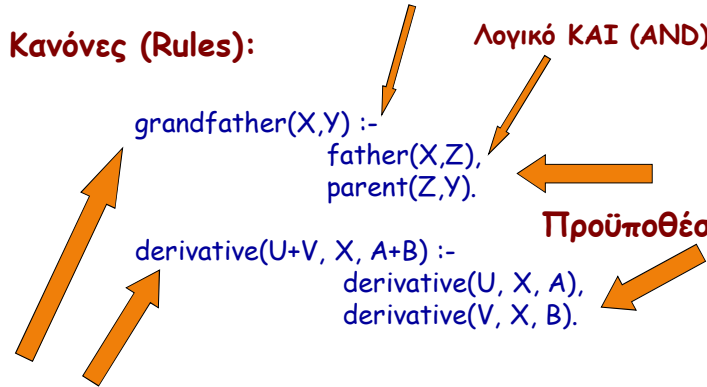 Κανόνες (Rules):
Λογικό ΚΑΙ (AND)
grandfather(X,Y) :-
father(X,Z),
parent(Z,Y).
Προϋποθέσ
derivative(U+V, X, A+B) :-
derivative(U, X, A),
derivative(V, X, B).